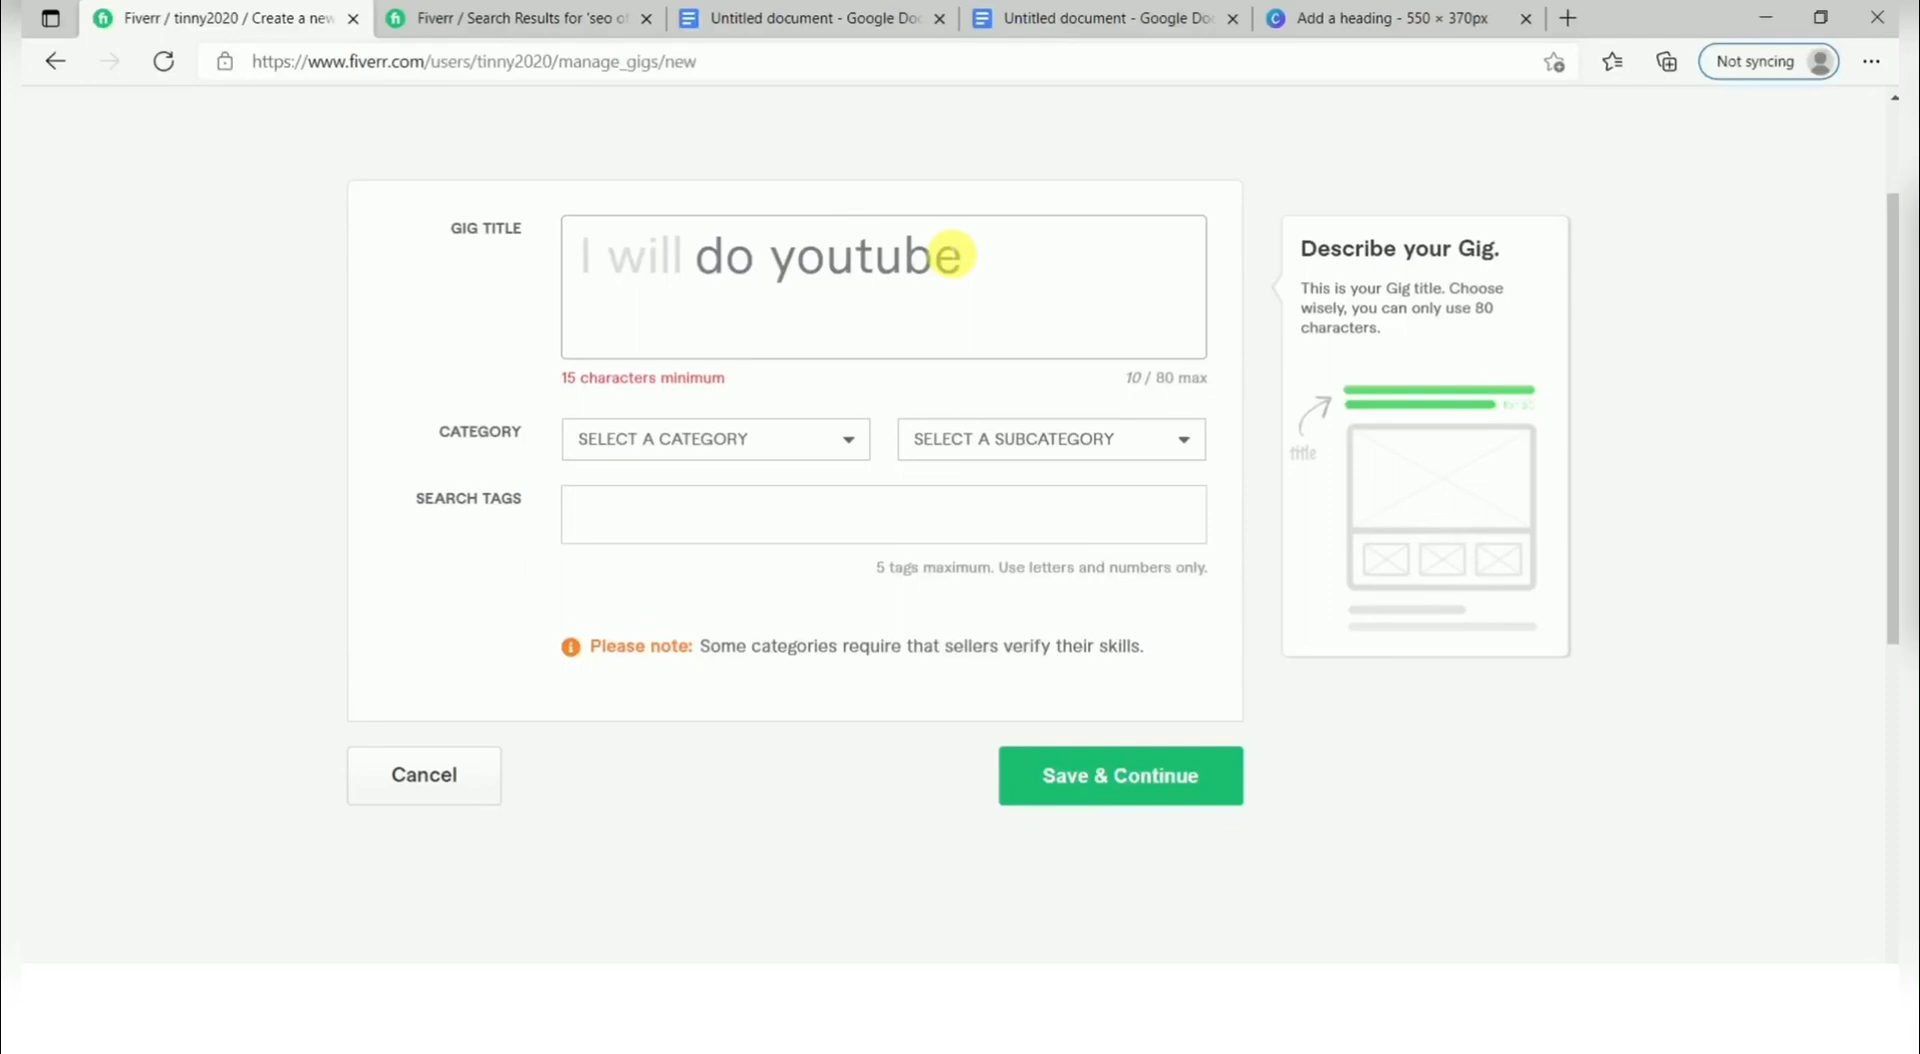 Fiverr / tinny2020 / Create a new
Fiverr / Search Results for 'seo of
Untitled document - Google Doc
Untitled document - Google Doc
Add a heading - 550 × 370px
https://www.fiverr.com/users/tinny2020/manage_gigs/new
Not syncing
GIG TITLE
I will do youtube
15 characters minimum
10 / 80 max
CATEGORY
SELECT A CATEGORY
SELECT A SUBCATEGORY
SEARCH TAGS
5 tags maximum. Use letters and numbers only.
Please note: Some categories require that sellers verify their skills.
Cancel
Save & Continue
Describe your Gig.
This is your Gig title. Choose
wisely, you can only use 80
characters.
title